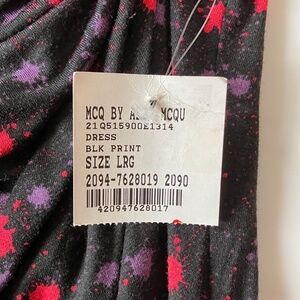 MCQ BY MCQU
21Q515900E1314
DRESS
BLK PRINT
SIZE LRG
2094-7628019 2090
420947628017